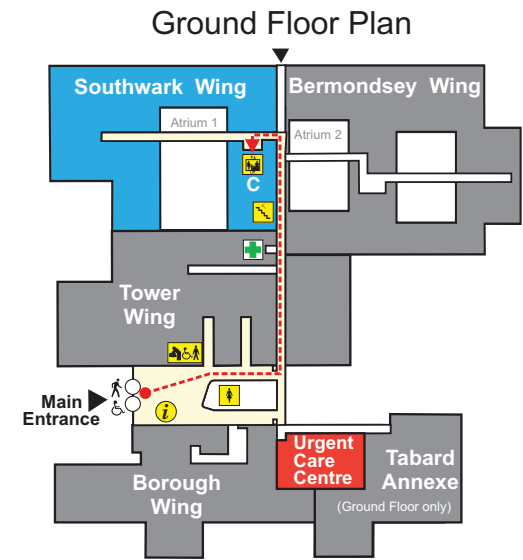 Ground Floor Plan
Southwark Wing
Bermondsey Wing
Atrium 1
Atrium 2
C
Tower
Wing
Main
Entrance
i
Urgent
Care
Centre
Borough
Wing
Tabard
Annexe
(Ground Floor only)